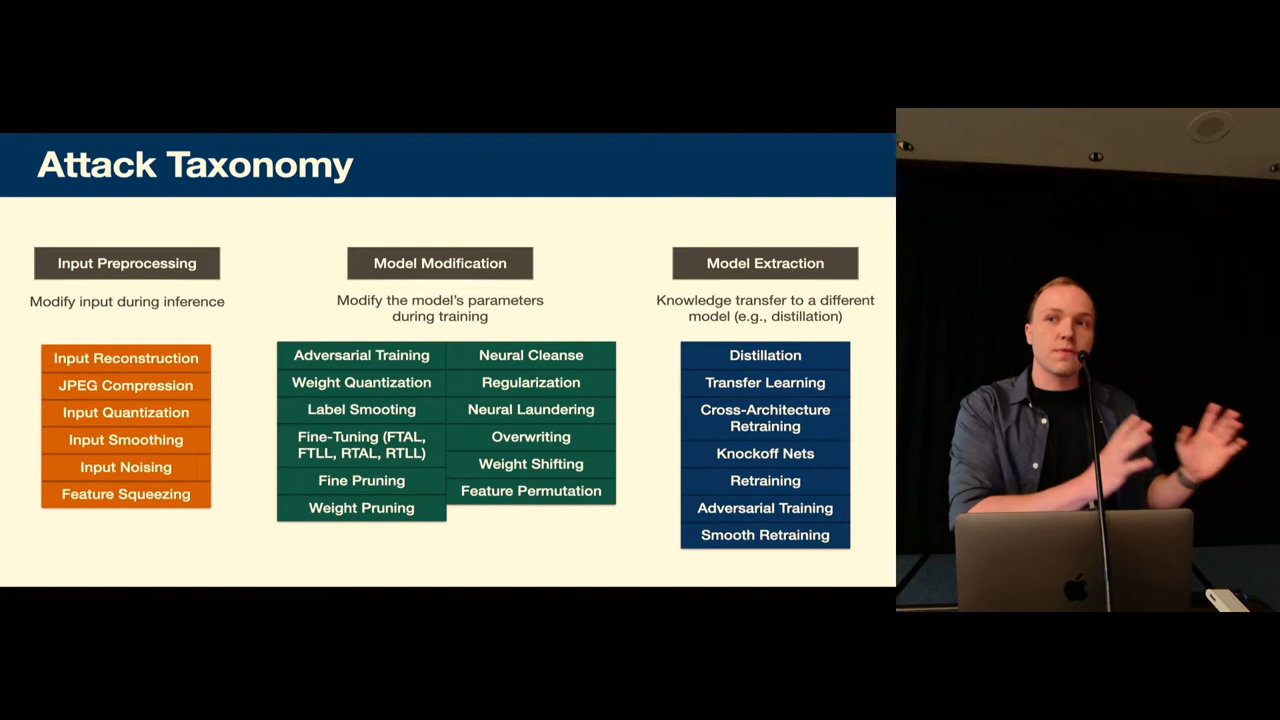 Attack Taxonomy
Input Preprocessing
Modify input during inference
Input Reconstruction
JPEG Compression
Input Quantization
Input Smoothing
Input Noising
Feature Squeezing
Model Modification
Modify the model's parameters
during training
Adversarial Training
Weight Quantization
Label Smooting
Fine-Tuning (FTAL,
FTLL, RTAL, RTLL)
Fine Pruning
Weight Pruning
Neural Cleanse
Regularization
Neural Laundering
Overwriting
Weight Shifting
Feature Permutation
Model Extraction
Knowledge transfer to a different
model (e.g., distillation)
Distillation
Transfer Learning
Cross-Architecture
Retraining
Knockoff Nets
Retraining
Adversarial Training
Smooth Retraining